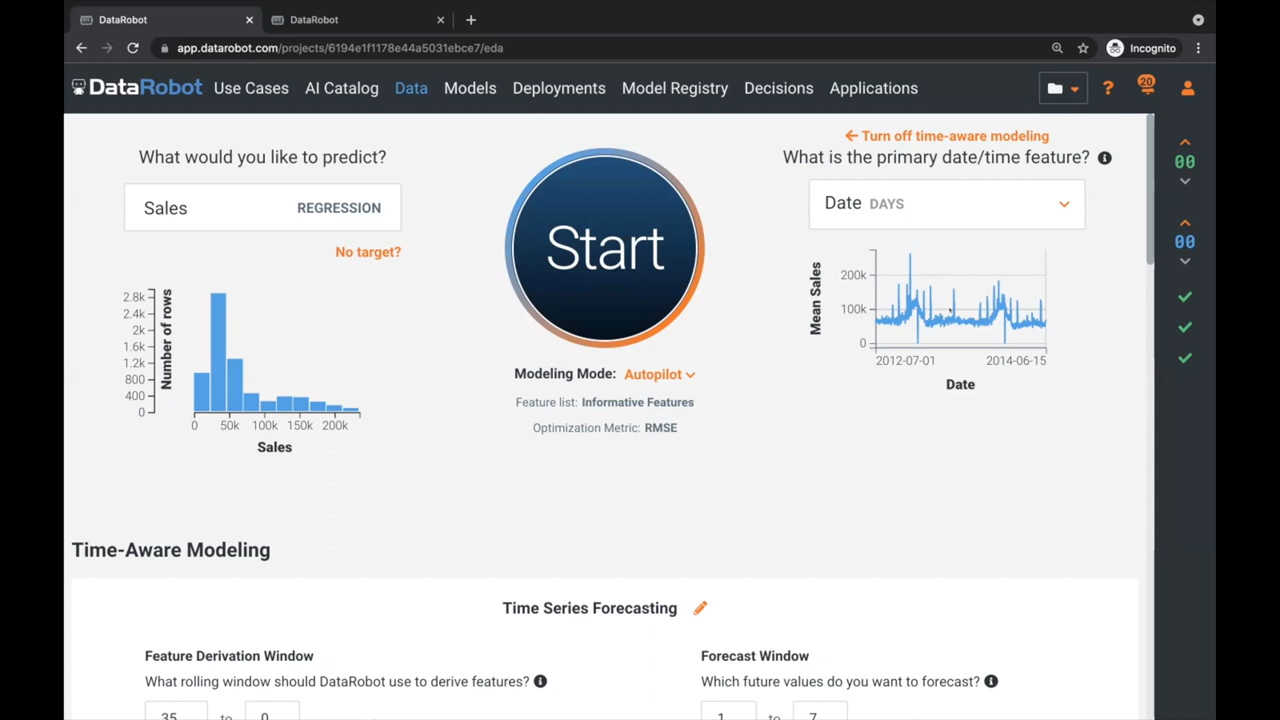 DataRobot
DataRobot
app.datarobot.com/projects/6194e1f1178e44a5031ebce7/eda
Incognito
DataRobot Use Cases AI Catalog Data Models Deployments Model Registry Decisions Applications
20
Turn off time-aware modeling
What would you like to predict?
What is the primary date/time feature?
Sales REGRESSION
Start
Date DAYS
No target?
00
00
Number of rows
2.8k
2.4k
2k
1.6k
1.2k
800
400
0
0 50k 100k 150k 200k
Sales
Modeling Mode: Autopilot
Feature list: Informative Features
Optimization Metric: RMSE
Mean Sales
200k
100k
0
2012-07-01 2014-06-15
Date
Time-Aware Modeling
Time Series Forecasting
Feature Derivation Window
What rolling window should DataRobot use to derive features?
35 to 0
Forecast Window
Which future values do you want to forecast?
1 to 7